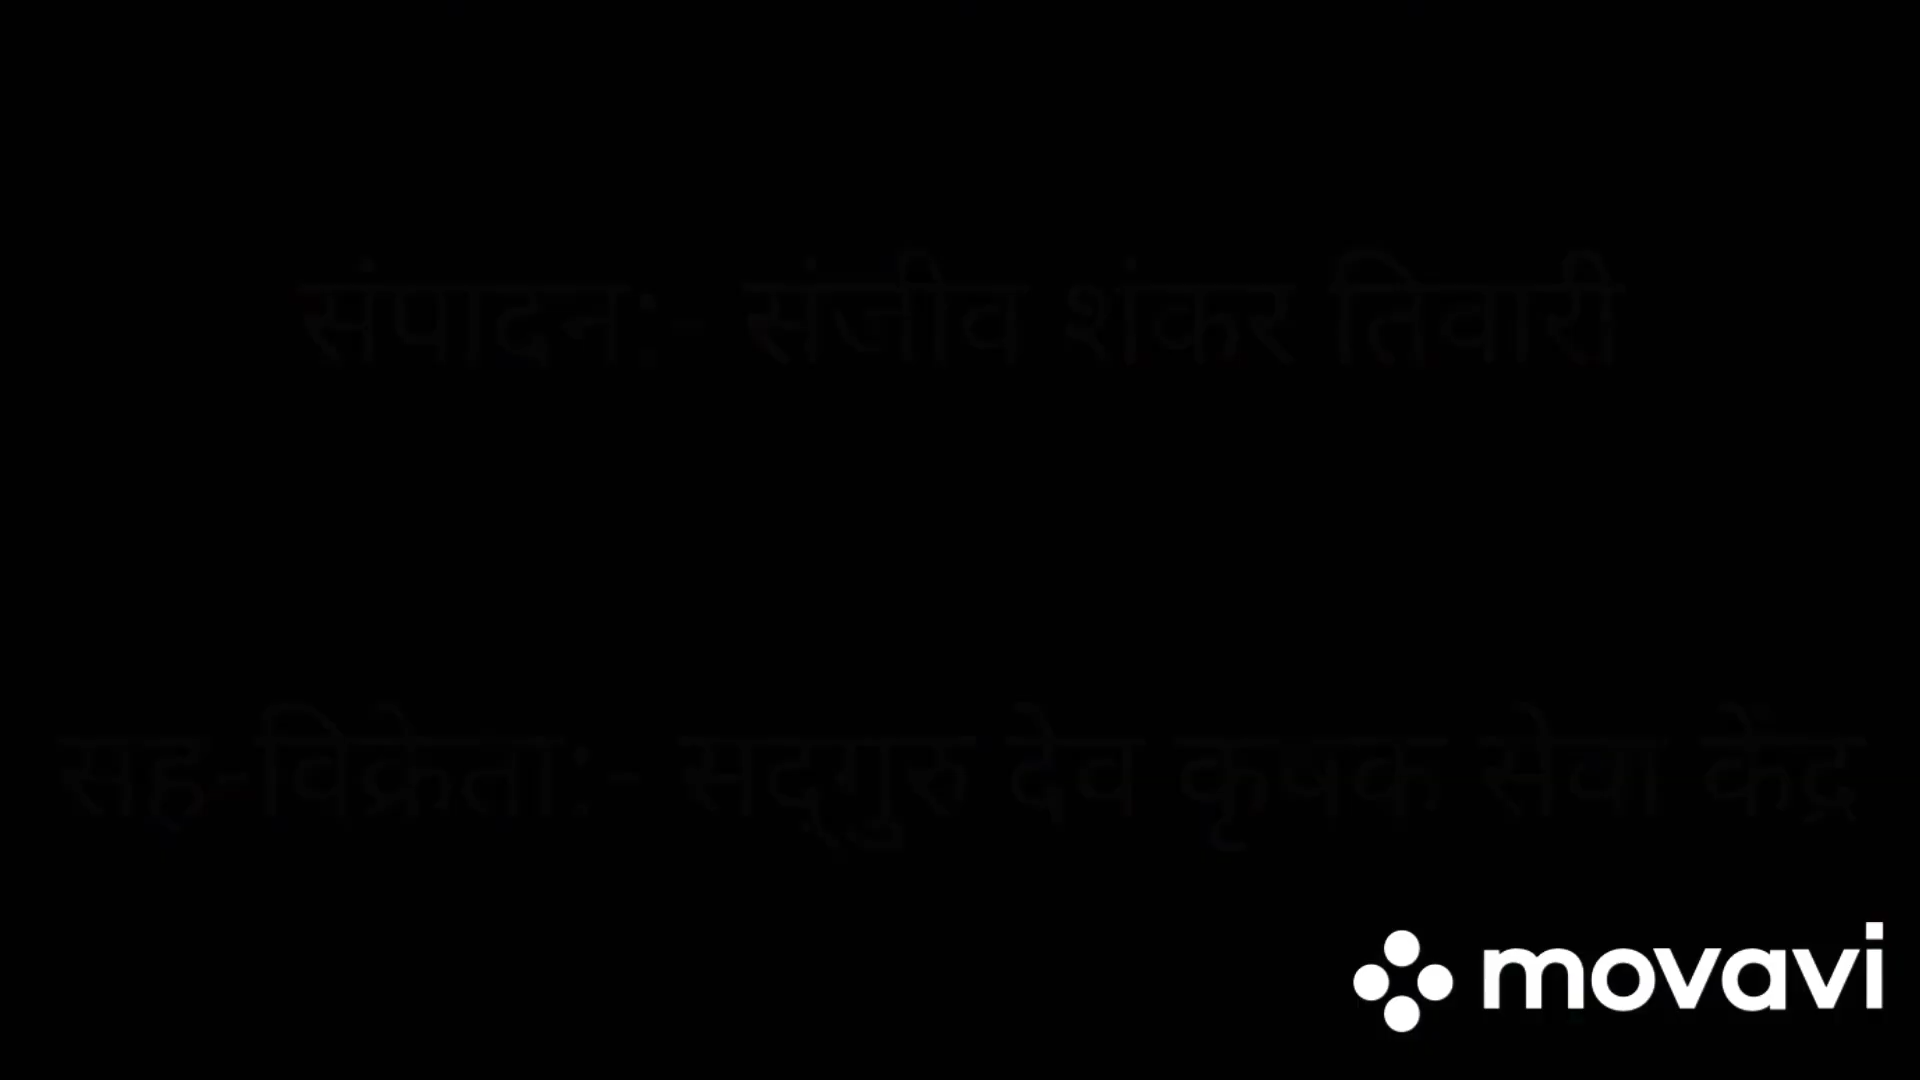 संपादन:- संजीव शंकर तिवारी
सह-विक्रेता:- सद्‌गुरु देव कृषक सेवा केंद्र
movavi